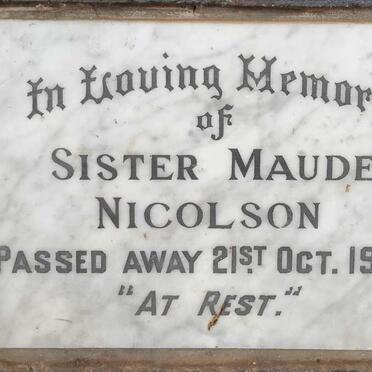 In Loving Memor
of
SISTER MAUDE
NICOLSON
PASSED AWAY 21ST OCT. 19
"AT REST."